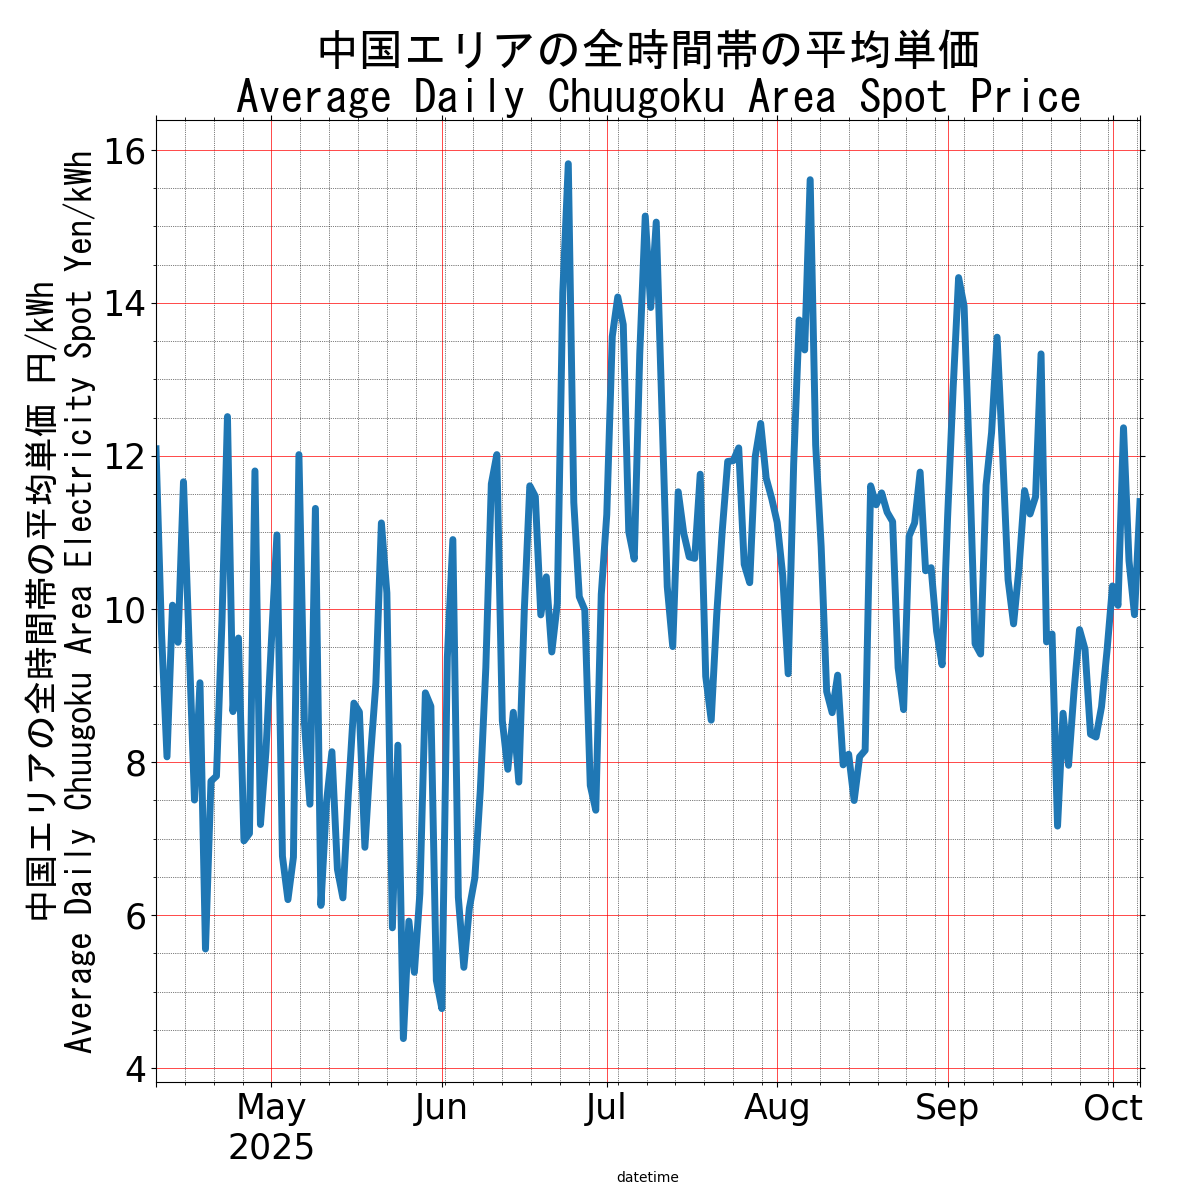 中国エリアの全時間帯の平均単価
Average Daily Chuugoku Area Spot Price
中国エリアの全時間帯の平均単価 円/kWh
Average Daily Chuugoku Area Electricity Spot Yen/kWh
16
14
12
10
8
6
4
May
2025
Jun
Jul
Aug
Sep
Oct
datetime